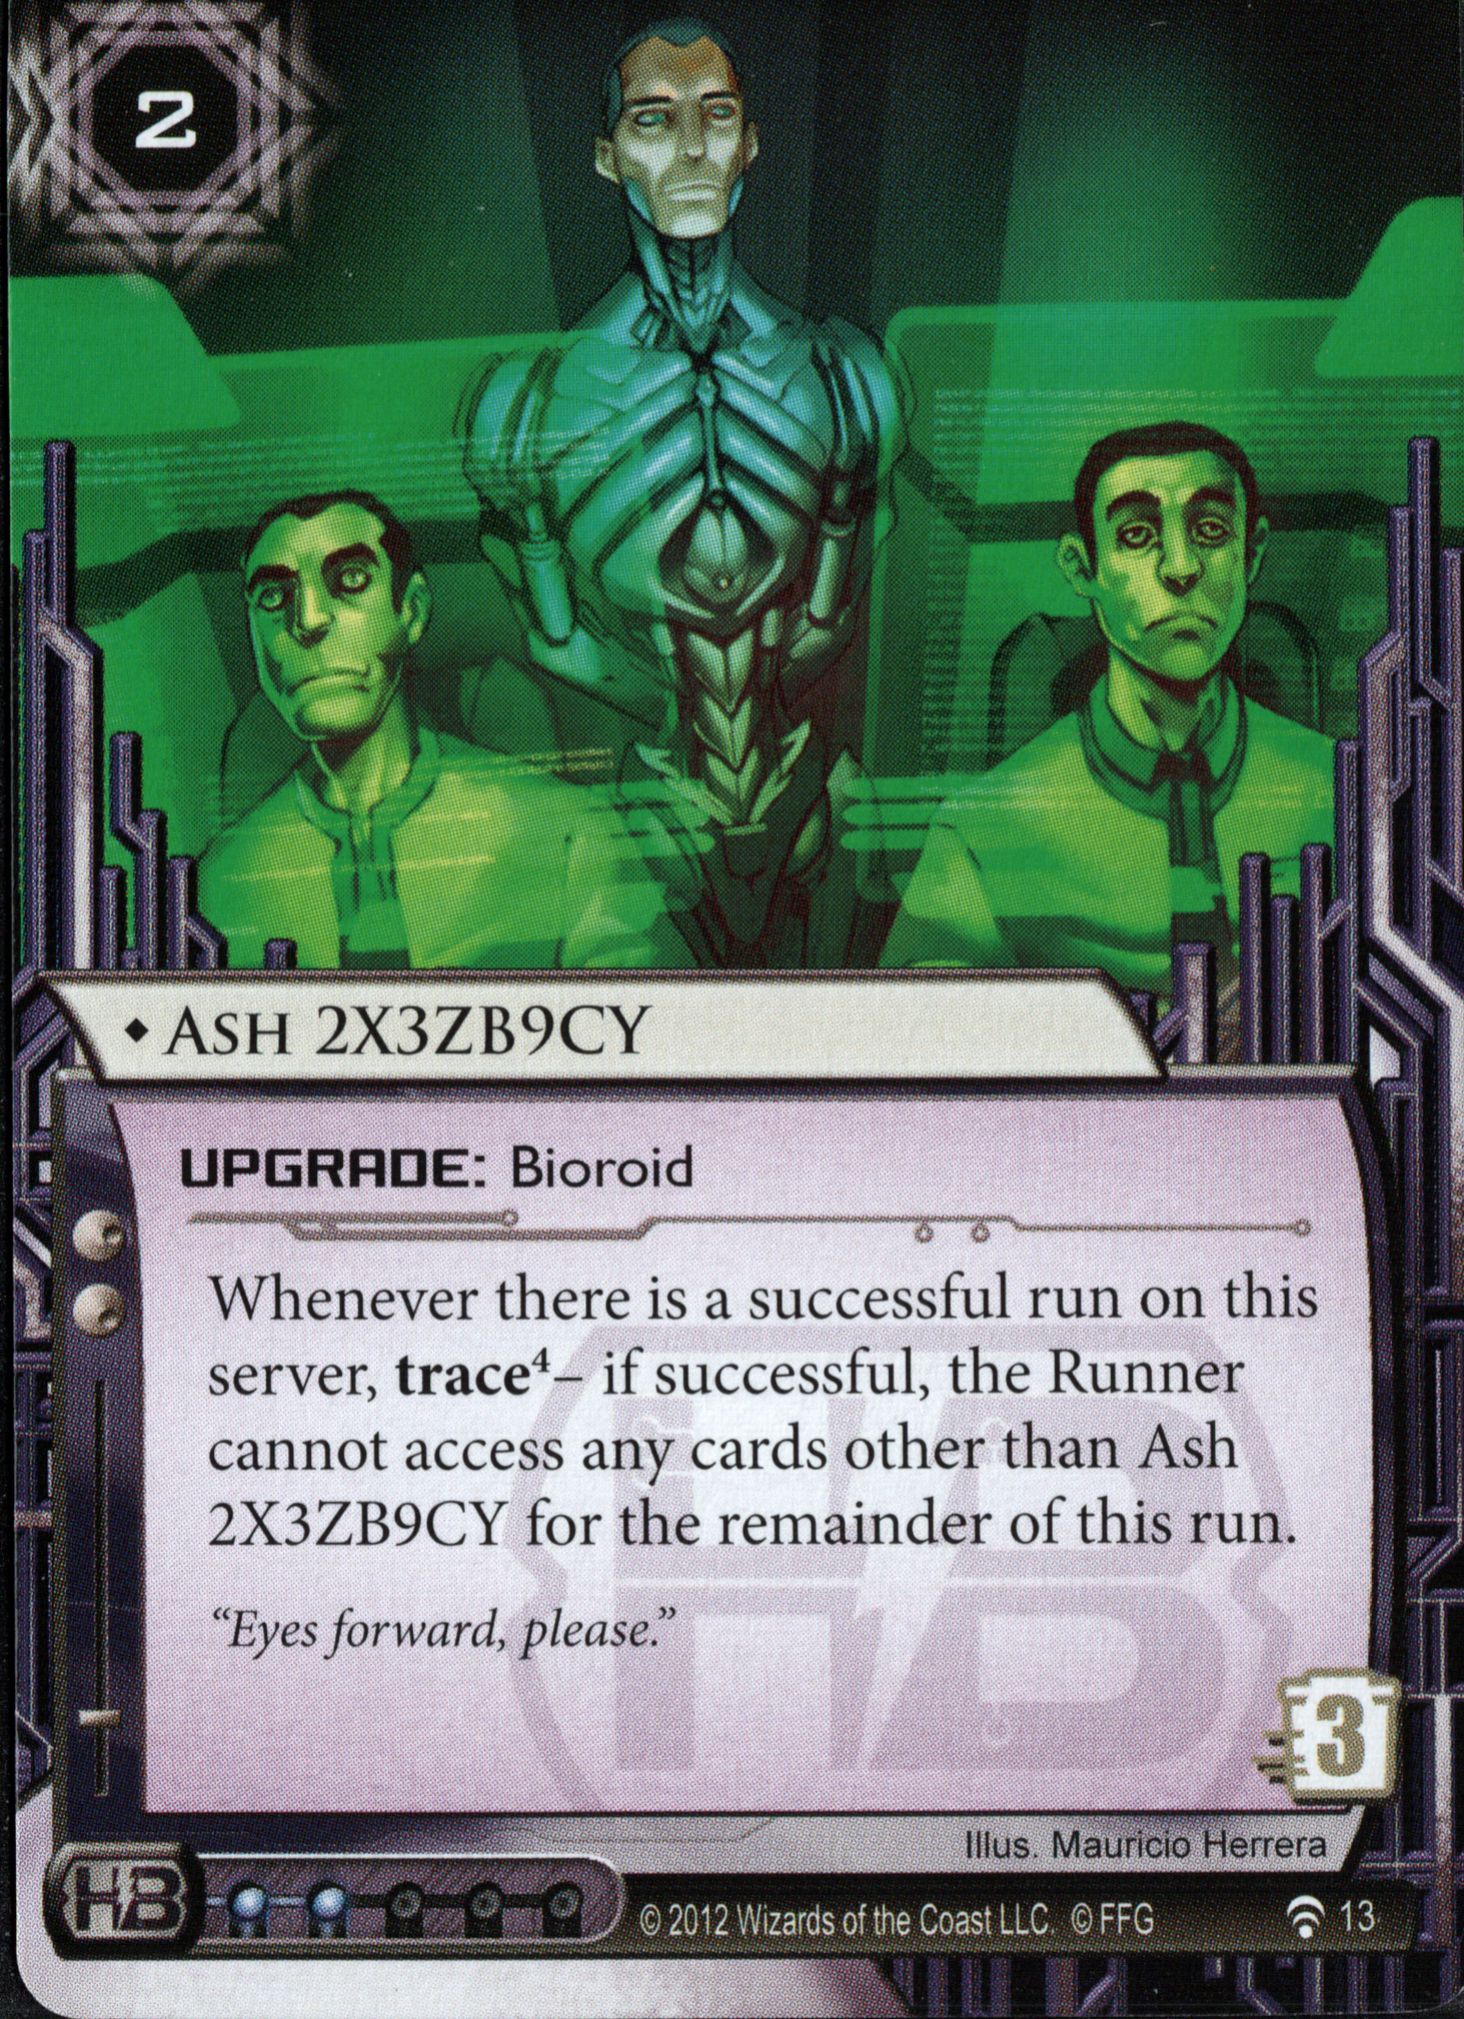 2
◆ ASH 2X3ZB9CY
UPGRADE: Bioroid
Whenever there is a successful run on this
server, trace⁴– if successful, the Runner
cannot access any cards other than Ash
2X3ZB9CY for the remainder of this run.
“Eyes forward, please.”
3
Illus. Mauricio Herrera
HB
© 2012 Wizards of the Coast LLC. © FFG
13